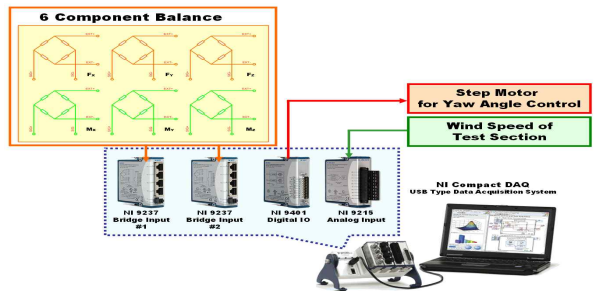 6 Component Balance
Fx
FY
Fz
Mx
MY
Mz
Step Motor
for Yaw Angle Control
Wind Speed of
Test Section
NI 9237
Bridge Input
#1
NI 9237
Bridge Input
#2
NI 9401
Digital IO
NI 9215
Analog Input
NI Compact DAQ
USB Type Data Acquisition System